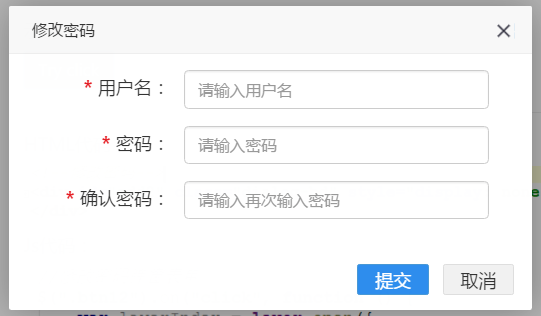 修改密码
* 用户名：
请输入用户名
* 密码：
请输入密码
* 确认密码：
请输入再次输入密码
提交 取消